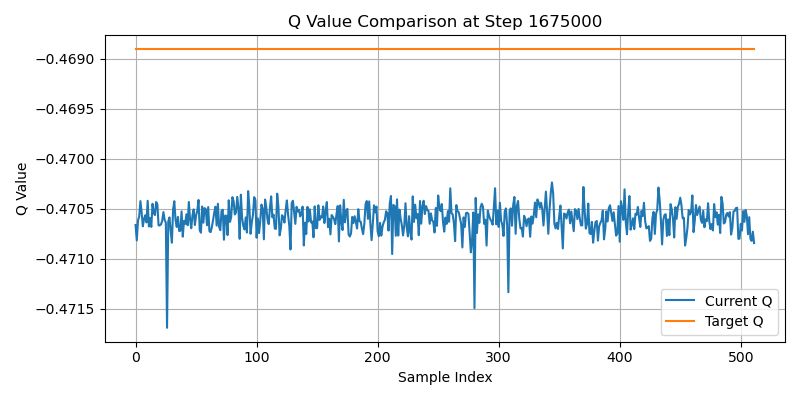 Q Value Comparison at Step 1675000
−0.4690
−0.4695
−0.4700
−0.4705
−0.4710
−0.4715
Q Value
0 100 200 300 400 500
Sample Index
Current Q
Target Q